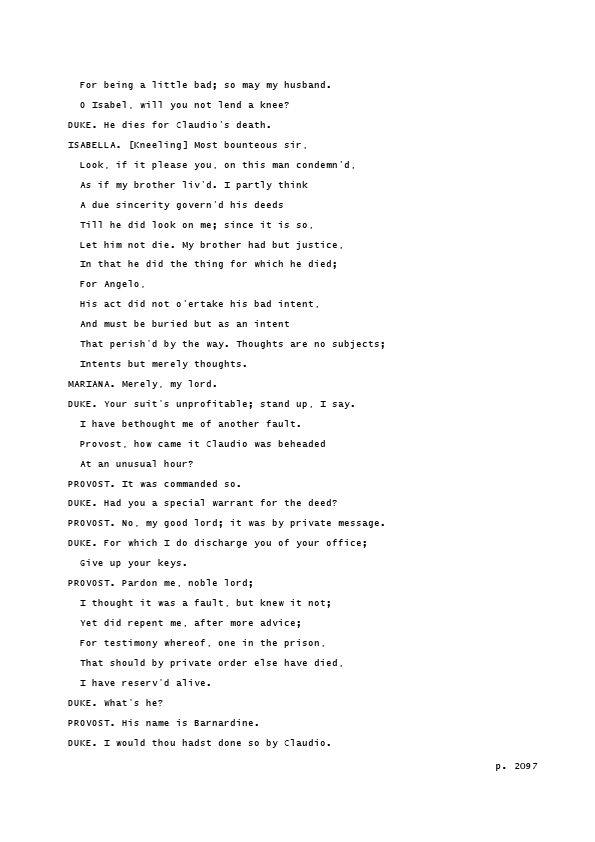 For being a little bad; so may my husband.
O Isabel, will you not lend a knee?
DUKE. He dies for Claudio's death.
ISABELLA. [Kneeling] Most bounteous sir,
Look, if it please you, on this man condemn'd,
As if my brother liv'd. I partly think
A due sincerity govern'd his deeds
Till he did look on me; since it is so,
Let him not die. My brother had but justice,
In that he did the thing for which he died;
For Angelo,
His act did not o'ertake his bad intent,
And must be buried but as an intent
That perish'd by the way. Thoughts are no subjects;
Intents but merely thoughts.
MARIANA. Merely, my lord.
DUKE. Your suit's unprofitable; stand up, I say.
I have bethought me of another fault.
Provost, how came it Claudio was beheaded
At an unusual hour?
PROVOST. It was commanded so.
DUKE. Had you a special warrant for the deed?
PROVOST. No, my good lord; it was by private message.
DUKE. For which I do discharge you of your office;
Give up your keys.
PROVOST. Pardon me, noble lord;
I thought it was a fault, but knew it not;
Yet did repent me, after more advice;
For testimony whereof, one in the prison,
That should by private order else have died,
I have reserv'd alive.
DUKE. What's he?
PROVOST. His name is Barnardine.
DUKE. I would thou hadst done so by Claudio.
p. 2097